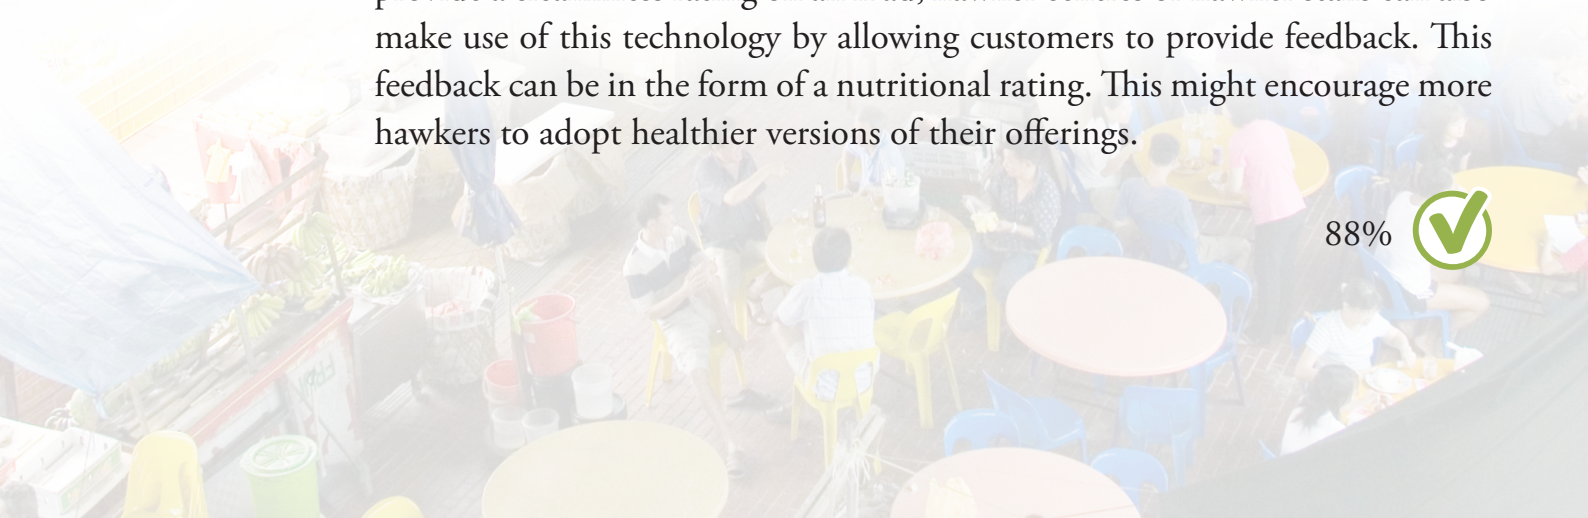 make use of this technology by allowing customers to provide feedback. This
feedback can be in the form of a nutritional rating. This might encourage more
hawkers to adopt healthier versions of their offerings.
88%